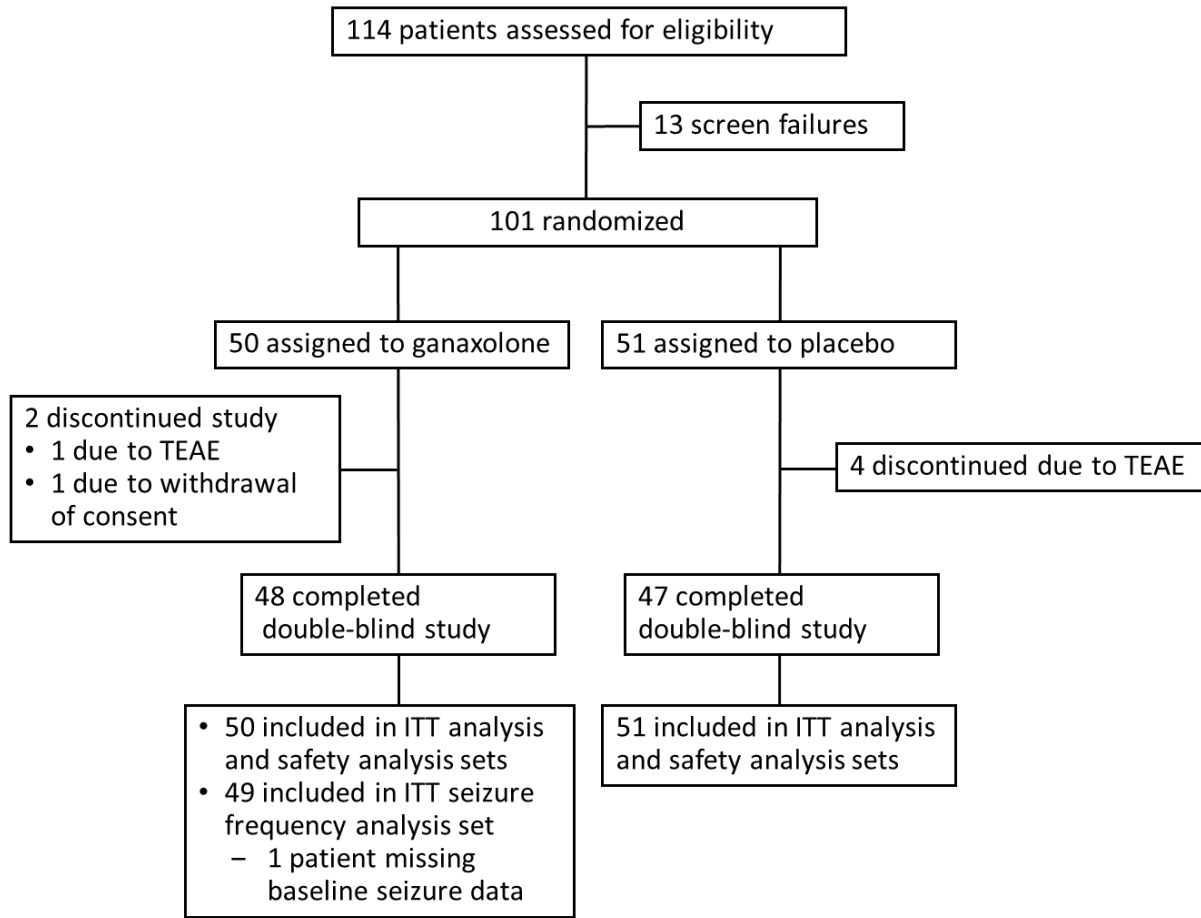 114 patients assessed for eligibility
13 screen failures
101 randomized
50 assigned to ganaxolone
51 assigned to placebo
2 discontinued study
• 1 due to TEAE
• 1 due to withdrawal
of consent
4 discontinued due to TEAE
48 completed
double-blind study
47 completed
double-blind study
• 50 included in ITT analysis
and safety analysis sets
• 49 included in ITT seizure
frequency analysis set
– 1 patient missing
baseline seizure data
51 included in ITT analysis
and safety analysis sets